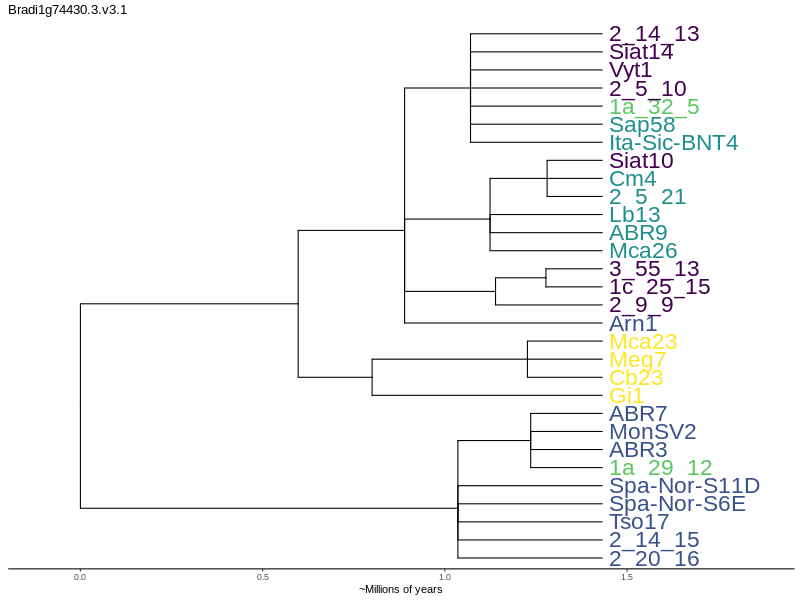 Bradi1g74430.3.v3.1
2_14_13
Siat14
Vyt1
2_5_10
1a_32_5
Sap58
Ita-Sic-BNT4
Siat10
Cm4
2_5_21
Lb13
ABR9
Mca26
3_55_13
1c_25_15
2_9_9
Arn1
Mca23
Meg7
Cb23
Gi1
ABR7
MonSV2
ABR3
1a_29_12
Spa-Nor-S11D
Spa-Nor-S6E
Tso17
2_14_15
2_20_16
0.0 0.5 1.0 1.5
~Millions of years